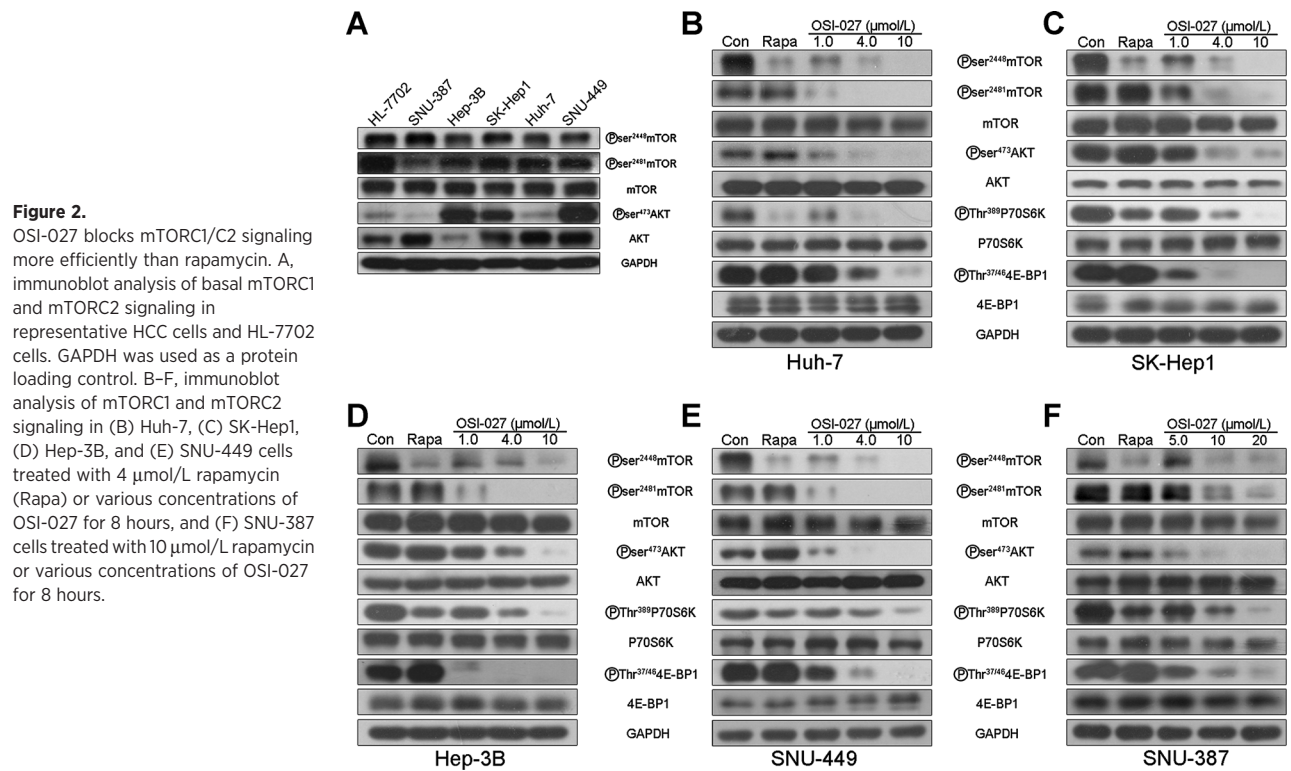 Figure 2.
OSI-027 blocks mTORC1/C2 signaling
more efficiently than rapamycin. A,
immunoblot analysis of basal mTORC1
and mTORC2 signaling in
representative HCC cells and HL-7702
cells. GAPDH was used as a protein
loading control. B–F, immunoblot
analysis of mTORC1 and mTORC2
signaling in (B) Huh-7, (C) SK-Hep1,
(D) Hep-3B, and (E) SNU-449 cells
treated with 4 μmol/L rapamycin
(Rapa) or various concentrations of
OSI-027 for 8 hours, and (F) SNU-387
cells treated with 10 μmol/L rapamycin
or various concentrations of OSI-027
for 8 hours.
A
HL-7702 SNU-387 Hep-3B SK-Hep1 Huh-7 SNU-449
Ⓟser²⁴⁴⁸mTOR
Ⓟser²⁴⁸¹mTOR
mTOR
Ⓟser⁴⁷³AKT
AKT
GAPDH
B
OSI-027 (μmol/L)
Con Rapa 1.0 4.0 10
Ⓟser²⁴⁴⁸mTOR
Ⓟser²⁴⁸¹mTOR
mTOR
Ⓟser⁴⁷³AKT
AKT
ⓅThr³⁸⁹P70S6K
P70S6K
ⓅThr³⁷/⁴⁶4E-BP1
4E-BP1
GAPDH
Huh-7
C
OSI-027 (μmol/L)
Con Rapa 1.0 4.0 10
SK-Hep1
D
OSI-027 (μmol/L)
Con Rapa 1.0 4.0 10
Ⓟser²⁴⁴⁸mTOR
Ⓟser²⁴⁸¹mTOR
mTOR
Ⓟser⁴⁷³AKT
AKT
ⓅThr³⁸⁹P70S6K
P70S6K
ⓅThr³⁷/⁴⁶4E-BP1
4E-BP1
GAPDH
Hep-3B
E
OSI-027 (μmol/L)
Con Rapa 1.0 4.0 10
Ⓟser²⁴⁴⁸mTOR
Ⓟser²⁴⁸¹mTOR
mTOR
Ⓟser⁴⁷³AKT
AKT
ⓅThr³⁸⁹P70S6K
P70S6K
ⓅThr³⁷/⁴⁶4E-BP1
4E-BP1
GAPDH
SNU-449
F
OSI-027 (μmol/L)
Con Rapa 5.0 10 20
SNU-387